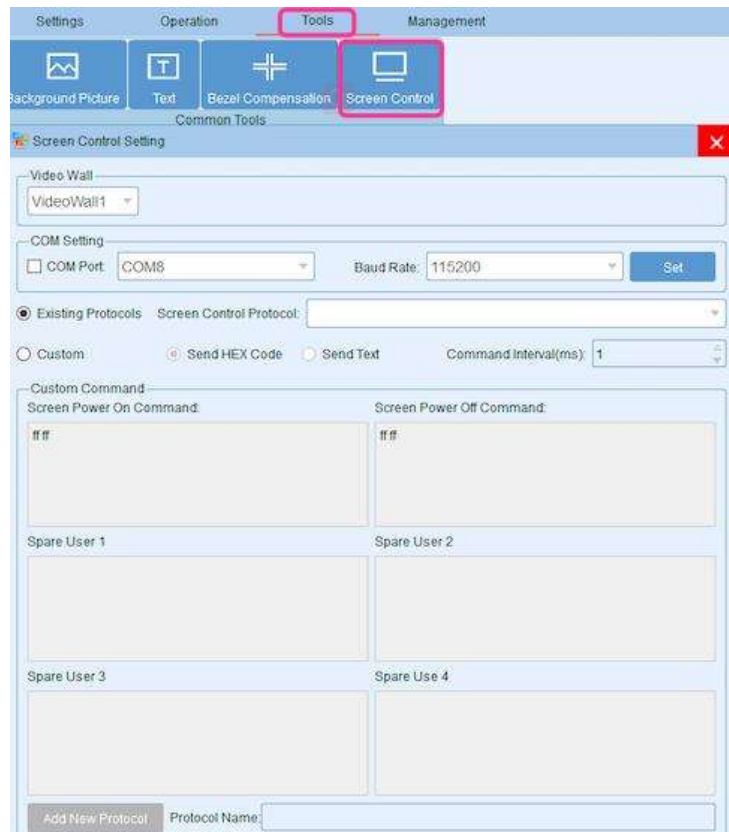 Settings Operation Tools Management
Background Picture Text Bezel Compensation Screen Control
Common Tools
Screen Control Setting
Video Wall
VideoWall1
COM Setting
COM Port: COM8 Baud Rate: 115200 Set
Existing Protocols Screen Control Protocol:
Custom Send HEX Code Send Text Command Interval(ms): 1
Custom Command
Screen Power On Command: Screen Power Off Command:
ff ff ff ff
Spare User 1 Spare User 2
Spare User 3 Spare Use 4
Add New Protocol Protocol Name: